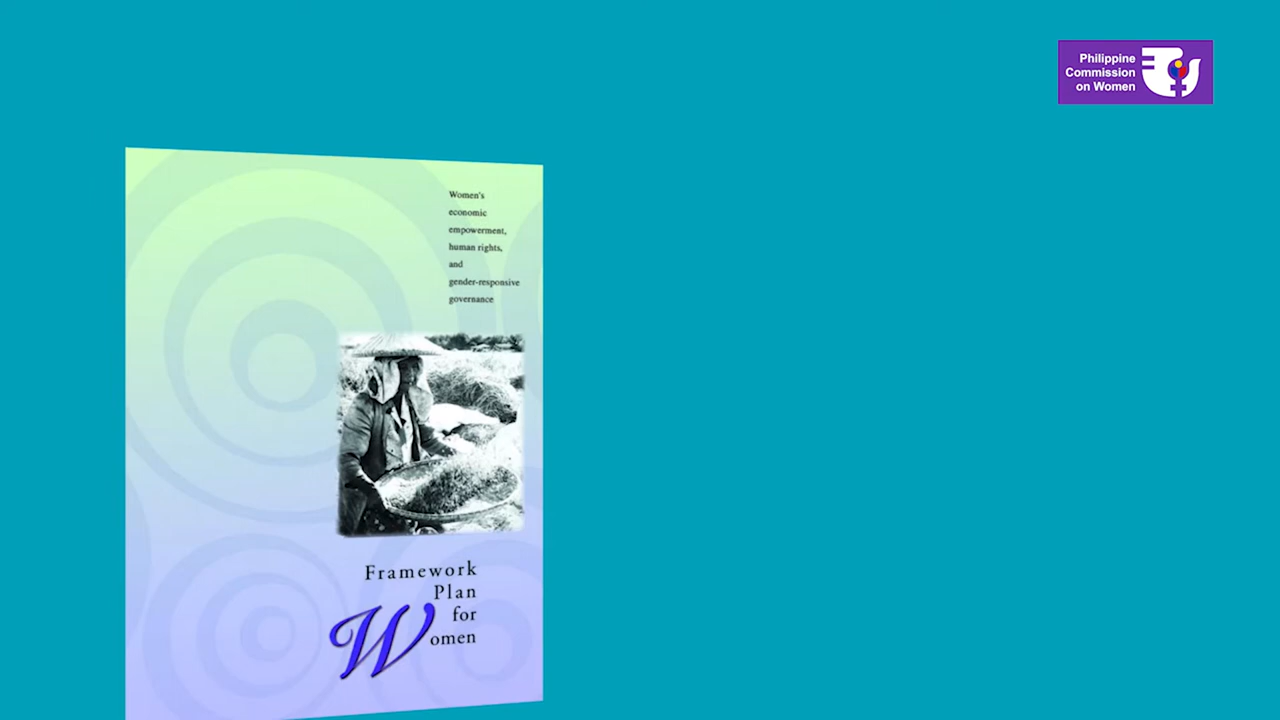 Philippine
Commission
on Women
Women's
economic
empowerment,
human rights,
and
gender-responsive
governance
Framework
Plan
for
Women